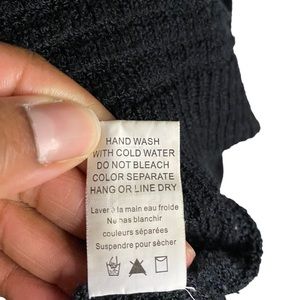 HAND WASH
WITH COLD WATER
DO NOT BLEACH
COLOR SEPARATE
HANG OR LINE DRY
Laver à la main eau froide
Ne pas blanchir
couleurs séparées
Suspendre pour sécher